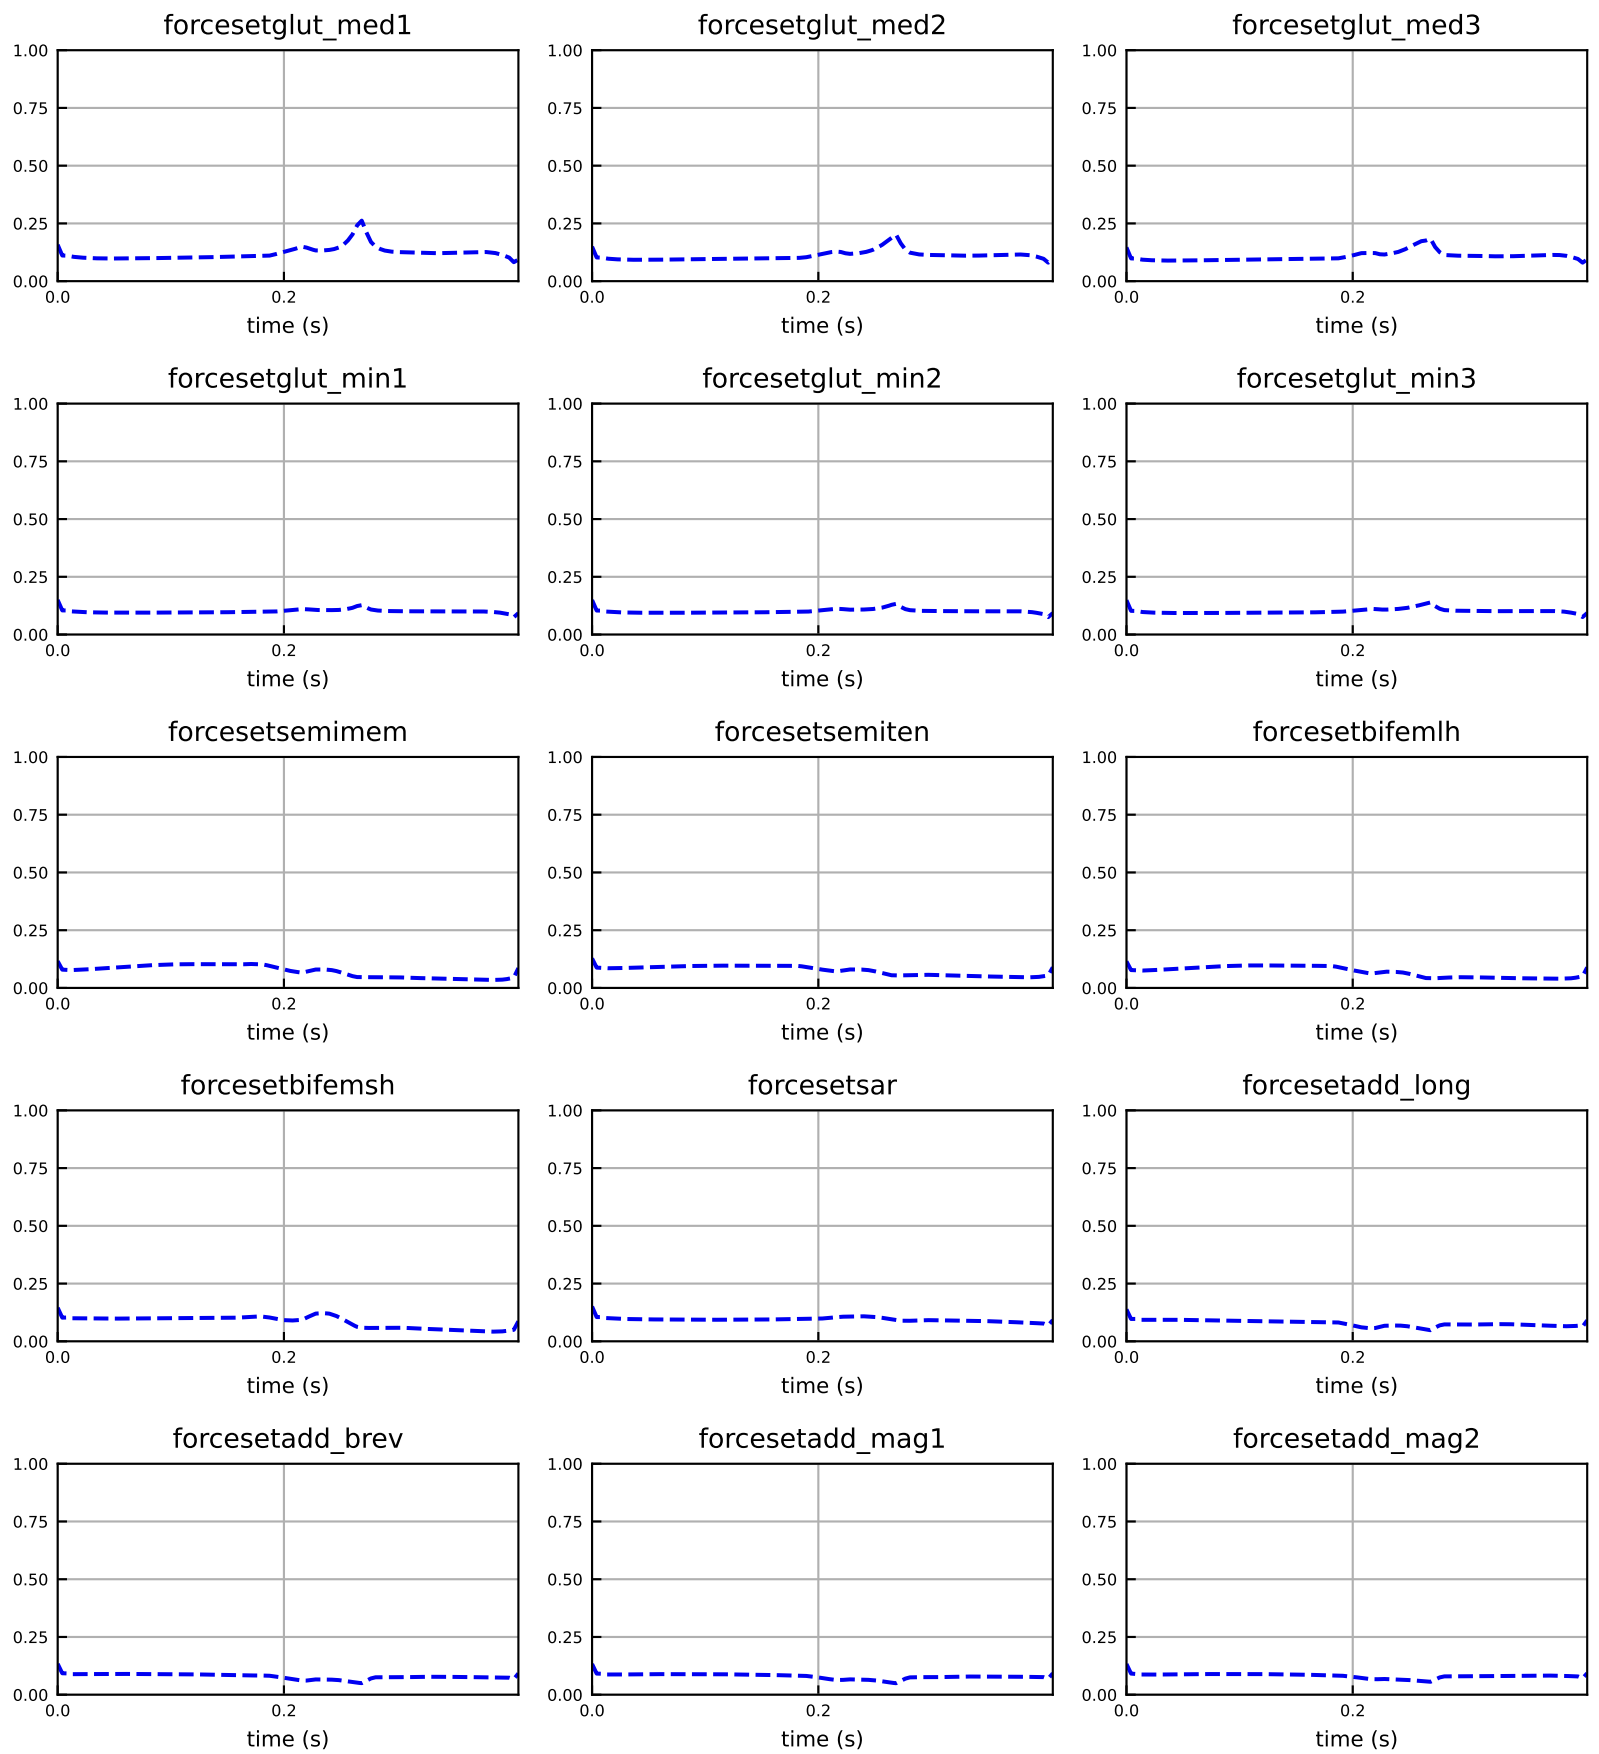 forcesetglut_med1 forcesetglut_med2 forcesetglut_med3
1.00 1.00 1.00
0.75 0.75 0.75
0.50 0.50 0.50
0.25 0.25 0.25
0.00 0.00 0.00
0.0 0.2 0.0 0.2 0.0 0.2
time (s) time (s) time (s)
forcesetglut_min1 forcesetglut_min2 forcesetglut_min3
1.00 1.00 1.00
0.75 0.75 0.75
0.50 0.50 0.50
0.25 0.25 0.25
0.00 0.00 0.00
0.0 0.2 0.0 0.2 0.0 0.2
time (s) time (s) time (s)
forcesetsemimem forcesetsemiten forcesetbifemlh
1.00 1.00 1.00
0.75 0.75 0.75
0.50 0.50 0.50
0.25 0.25 0.25
0.00 0.00 0.00
0.0 0.2 0.0 0.2 0.0 0.2
time (s) time (s) time (s)
forcesetbifemsh forcesetsar forcesetadd_long
1.00 1.00 1.00
0.75 0.75 0.75
0.50 0.50 0.50
0.25 0.25 0.25
0.00 0.00 0.00
0.0 0.2 0.0 0.2 0.0 0.2
time (s) time (s) time (s)
forcesetadd_brev forcesetadd_mag1 forcesetadd_mag2
1.00 1.00 1.00
0.75 0.75 0.75
0.50 0.50 0.50
0.25 0.25 0.25
0.00 0.00 0.00
0.0 0.2 0.0 0.2 0.0 0.2
time (s) time (s) time (s)